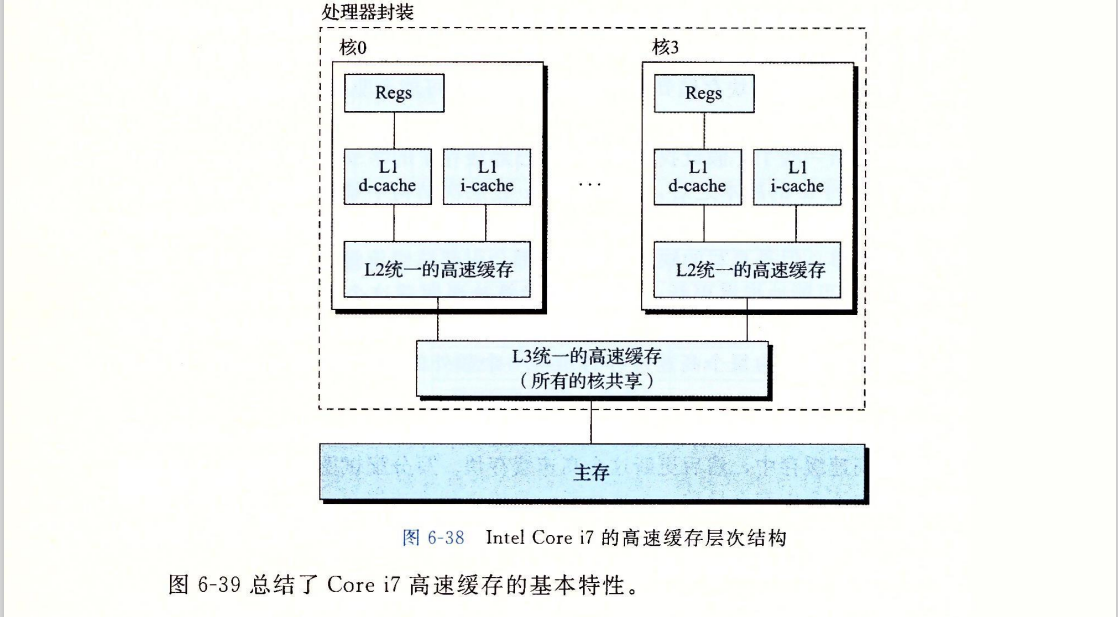 处理器封装
核0
核3
Regs
Regs
L1
d-cache
L1
i-cache
...
L1
d-cache
L1
i-cache
L2统一的高速缓存
L2统一的高速缓存
L3统一的高速缓存
（所有的核共享）
主存
图 6-38 Intel Core i7 的高速缓存层次结构
图 6-39 总结了 Core i7 高速缓存的基本特性。